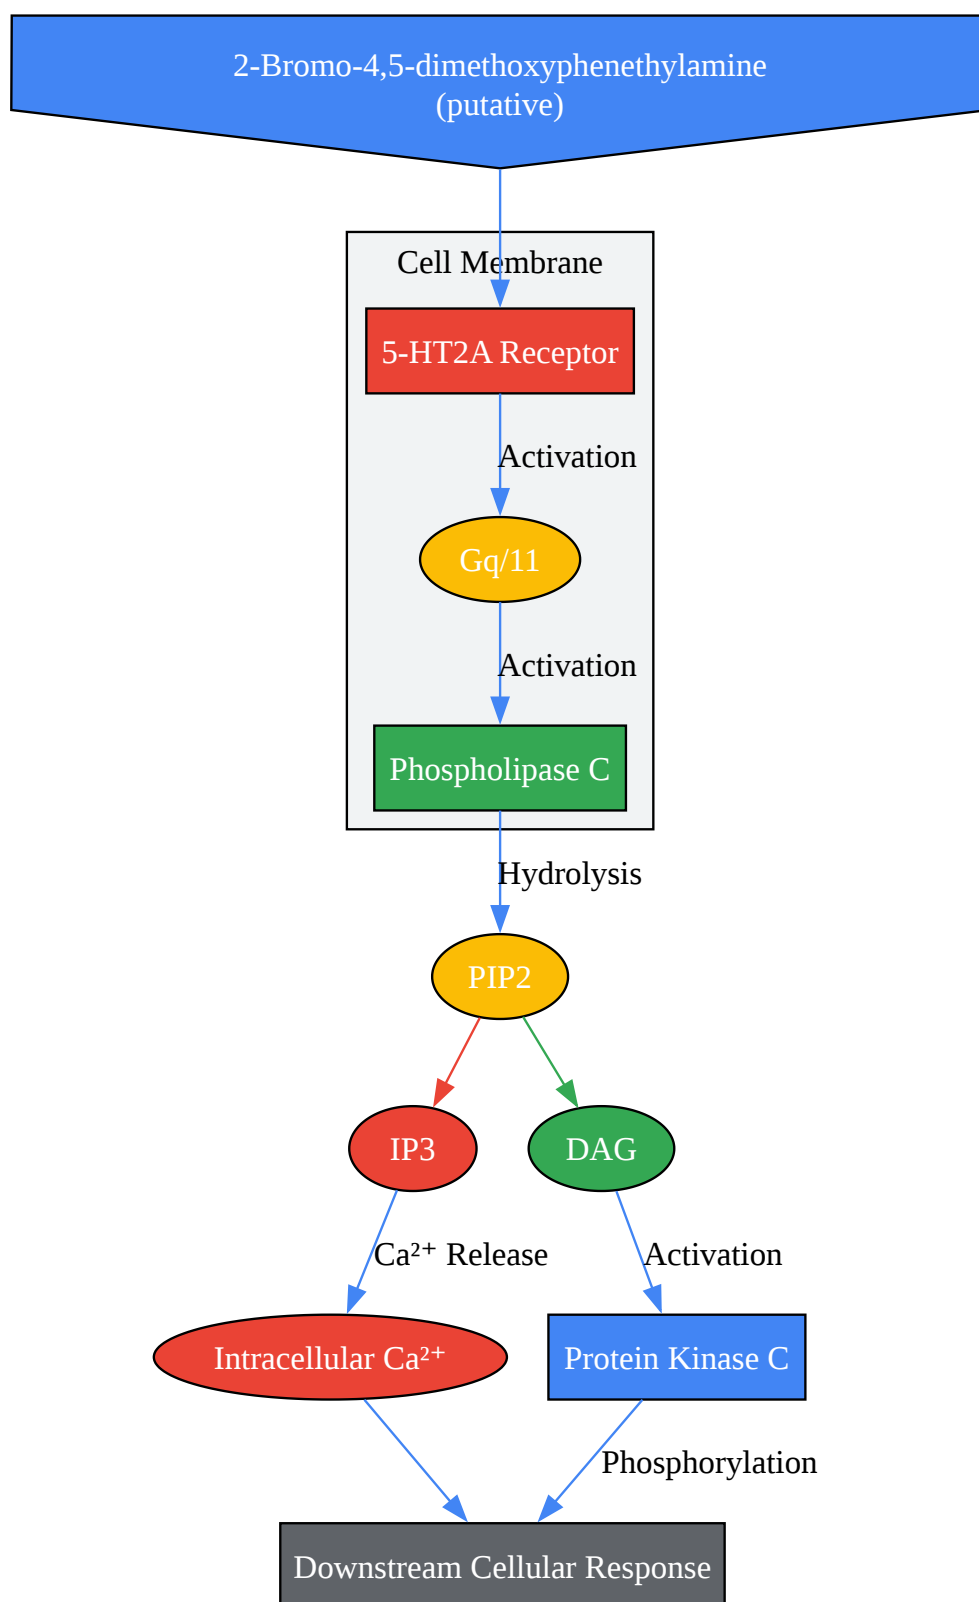 2-Bromo-4,5-dimethoxyphenethylamine
(putative)
Cell Membrane
5-HT2A Receptor
Activation
Gq/11
Activation
Phospholipase C
Hydrolysis
PIP2
IP3
DAG
Ca²⁺ Release
Activation
Intracellular Ca²⁺
Protein Kinase C
Phosphorylation
Downstream Cellular Response